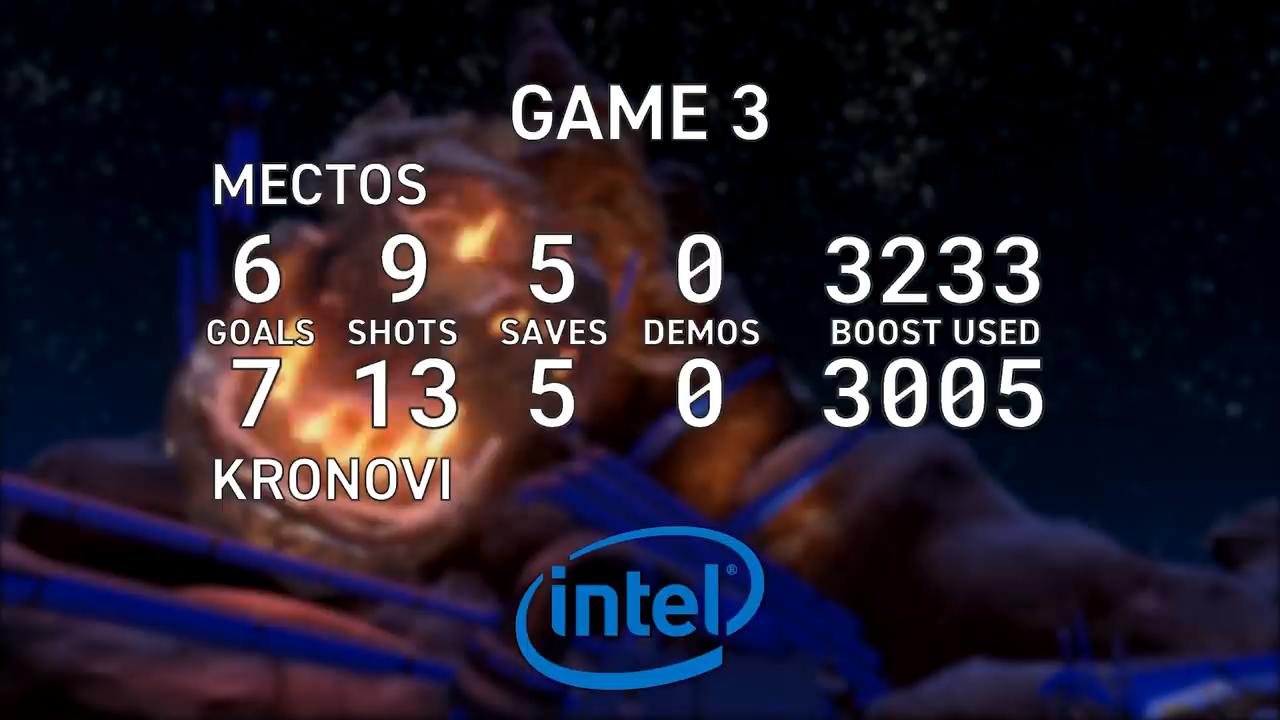 GAME 3
MECTOS
6 9 5 0 3233
GOALS SHOTS SAVES DEMOS BOOST USED
7 13 5 0 3005
KRONOVI
intel®